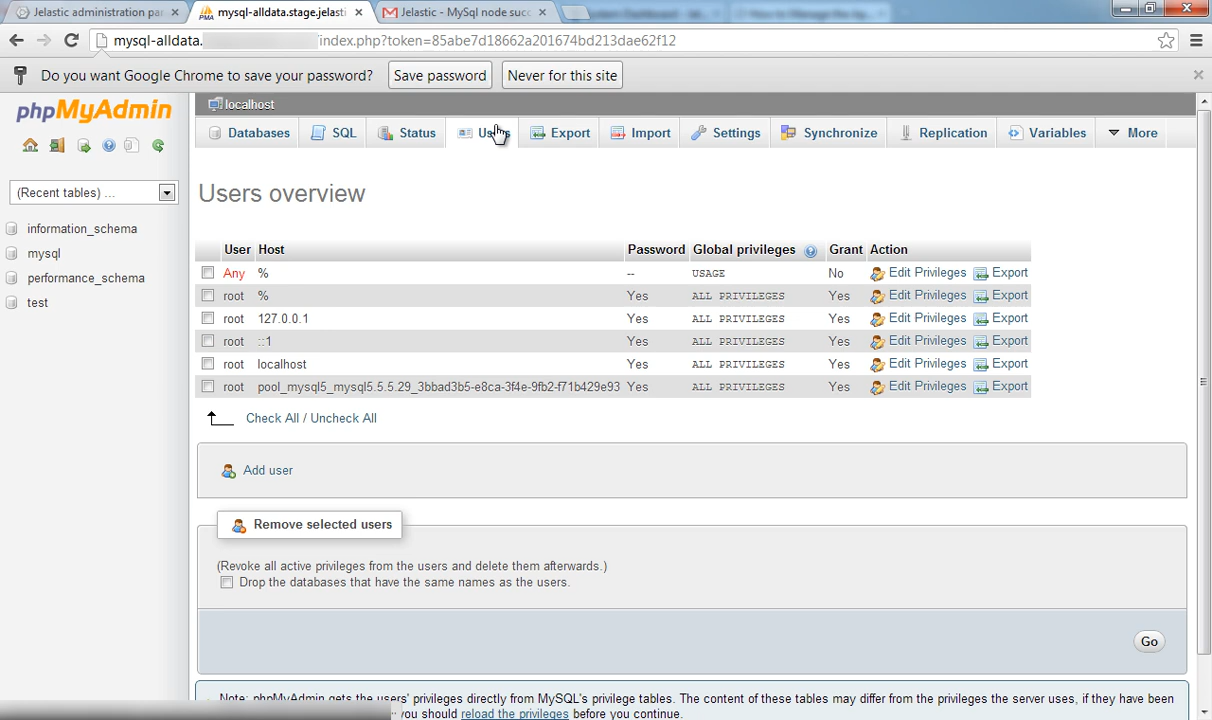 Jelastic administration pan
mysql-alldata.stage.jelasti
Jelastic - MySql node succ
mysql-alldata. /index.php?token=85abe7d18662a201674bd213dae62f12
Do you want Google Chrome to save your password? Save password Never for this site
phpMyAdmin
(Recent tables) ...
information_schema
mysql
performance_schema
test
localhost
Databases SQL Status Users Export Import Settings Synchronize Replication Variables More
Users overview
User Host Password Global privileges Grant Action
Any % -- USAGE No Edit Privileges Export
root % Yes ALL PRIVILEGES Yes Edit Privileges Export
root 127.0.0.1 Yes ALL PRIVILEGES Yes Edit Privileges Export
root ::1 Yes ALL PRIVILEGES Yes Edit Privileges Export
root localhost Yes ALL PRIVILEGES Yes Edit Privileges Export
root pool_mysql5_mysql5.5.5.29_3bbad3b5-e8ca-3f4e-9fb2-f71b429e93 Yes ALL PRIVILEGES Yes Edit Privileges Export
Check All / Uncheck All
Add user
Remove selected users
(Revoke all active privileges from the users and delete them afterwards.)
Drop the databases that have the same names as the users.
Go
Note: phpMyAdmin gets the users' privileges directly from MySQL's privilege tables. The content of these tables may differ from the privileges the server uses, if they have been
you should reload the privileges before you continue.